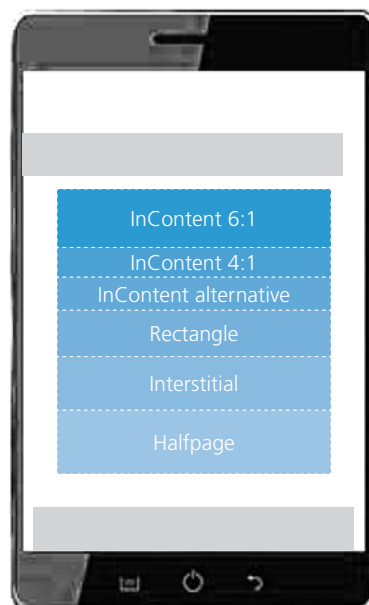 InContent 6:1
InContent 4:1
InContent alternative
Rectangle
Interstitial
Halfpage